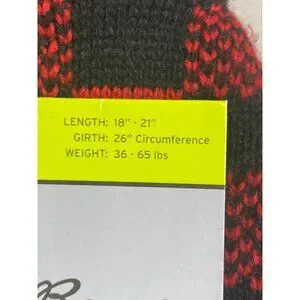 LENGTH: 18" - 21"
GIRTH: 26" Circumference
WEIGHT: 36 - 65 lbs